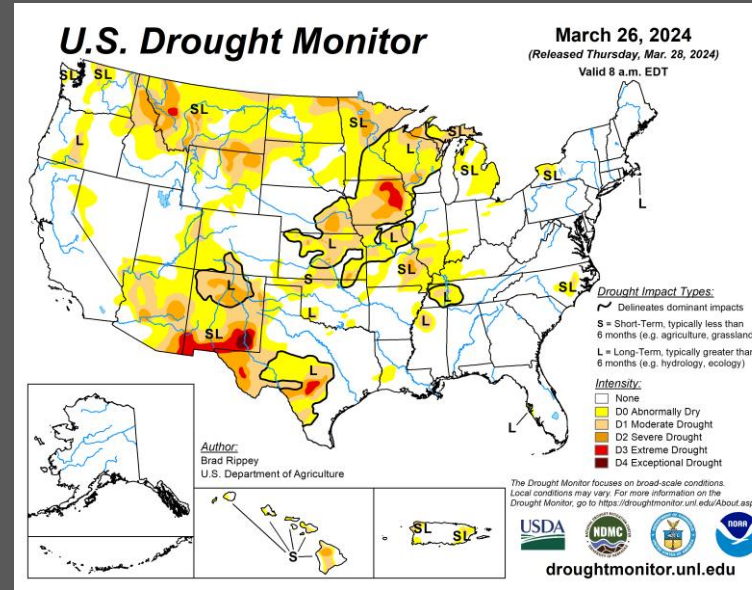 U.S. Drought Monitor
March 26, 2024
(Released Thursday, Mar. 28, 2024)
Valid 8 a.m. EDT
SL
SL
SL
L
SL
L
SL
SL
SL
L
L
L
S
SL
L
SL
L
L
L
SL
L
L
SL
L
Drought Impact Types:
Delineates dominant impacts
S = Short-Term, typically less than
6 months (e.g. agriculture, grassland
L = Long-Term, typically greater than
6 months (e.g. hydrology, ecology)
Intensity:
None
D0 Abnormally Dry
D1 Moderate Drought
D2 Severe Drought
D3 Extreme Drought
D4 Exceptional Drought
Author:
Brad Rippey
U.S. Department of Agriculture
S
SL
SL
The Drought Monitor focuses on broad-scale conditions.
Local conditions may vary. For more information on the
Drought Monitor, go to https://droughtmonitor.unl.edu/About.asp
USDA
NDMC
NOAA
droughtmonitor.unl.edu